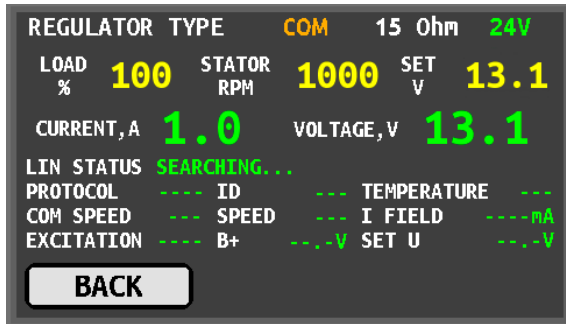 REGULATOR TYPE COM 15 Ohm 24V
LOAD % 100 STATOR RPM 1000 SET V 13.1
CURRENT,A 1.0 VOLTAGE,V 13.1
LIN STATUS SEARCHING...
PROTOCOL ---- ID --- TEMPERATURE ---
COM SPEED --- SPEED --- I FIELD ----mA
EXCITATION ---- B+ --.-V SET U --.-V
BACK